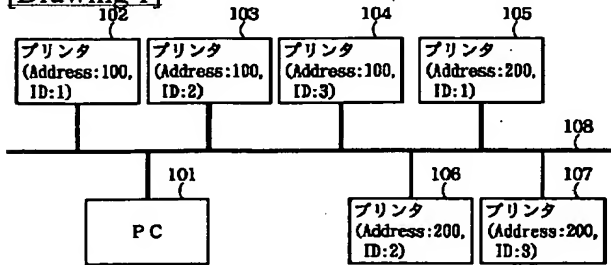 [Drawing 1]
102
103
104
105
プリンタ
(Address:100,
ID:1)
プリンタ
(Address:100,
ID:2)
プリンタ
(Address:100,
ID:3)
プリンタ
(Address:200,
ID:1)
108
101
106
107
PC
プリンタ
(Address:200,
ID:2)
プリンタ
(Address:200,
ID:3)